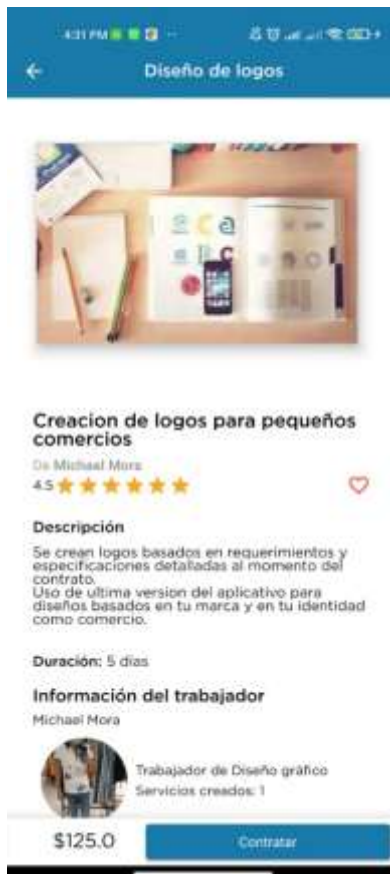 4:31 PM
Diseño de logos
Creacion de logos para pequeños
comercios
De Michael Mora
4.5
Descripción
Se crean logos basados en requerimientos y
especificaciones detalladas al momento del
contrato.
Uso de ultima version del aplicativo para
diseños basados en tu marca y en tu identidad
como comercio.
Duración: 5 días
Información del trabajador
Michael Mora
Trabajador de Diseño gráfico
Servicios creados: 1
$125.0
Contratar